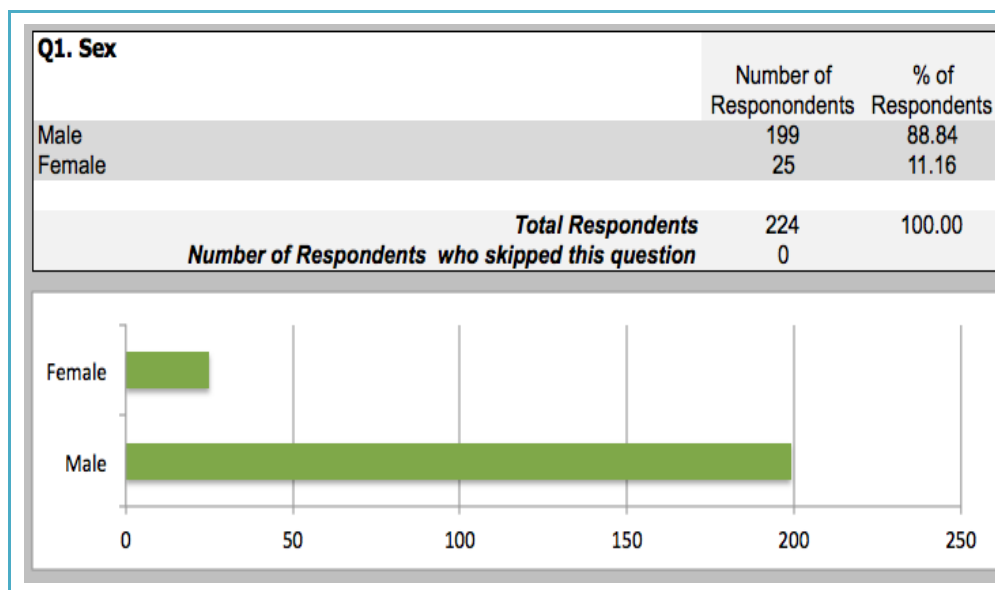 Q1. Sex
Number of % of
Responondents Respondents
Male 199 88.84
Female 25 11.16
Total Respondents 224 100.00
Number of Respondents who skipped this question 0
Female
Male
0 50 100 150 200 250